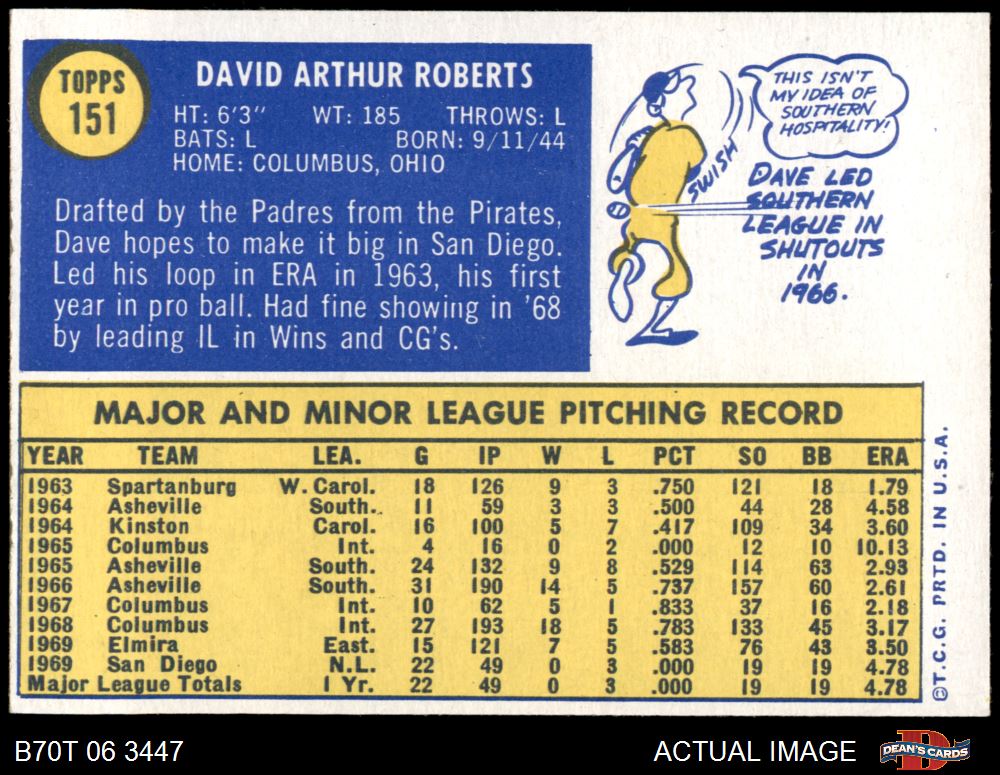 TOPPS
151
DAVID ARTHUR ROBERTS
HT: 6'3" WT: 185 THROWS: L
BATS: L BORN: 9/11/44
HOME: COLUMBUS, OHIO
Drafted by the Padres from the Pirates,
Dave hopes to make it big in San Diego.
Led his loop in ERA in 1963, his first
year in pro ball. Had fine showing in '68
by leading IL in Wins and CG's.
THIS ISN'T
MY IDEA OF
SOUTHERN
HOSPITALITY!
SWISH
DAVE LED
SOUTHERN
LEAGUE IN
SHUTOUTS
IN
1966.
MAJOR AND MINOR LEAGUE PITCHING RECORD
YEAR TEAM LEA. G IP W L PCT SO BB ERA
1963 Spartanburg W. Carol. 18 126 9 3 .750 121 18 1.79
1964 Asheville South. 11 59 3 3 .500 44 28 4.58
1964 Kinston Carol. 16 100 5 7 .417 109 34 3.60
1965 Columbus Int. 4 16 0 2 .000 12 10 10.13
1965 Asheville South. 24 132 9 8 .529 114 63 2.93
1966 Asheville South. 31 190 14 5 .737 157 60 2.61
1967 Columbus Int. 10 62 5 1 .833 37 16 2.18
1968 Columbus Int. 27 193 18 5 .783 133 45 3.17
1969 Elmira East. 15 121 7 5 .583 76 43 3.50
1969 San Diego N.L. 22 49 0 3 .000 19 19 4.78
Major League Totals 1 Yr. 22 49 0 3 .000 19 19 4.78
©T.C.G. PRTD. IN U.S.A.
B70T 06 3447
ACTUAL IMAGE
D
DEAN'S CARDS